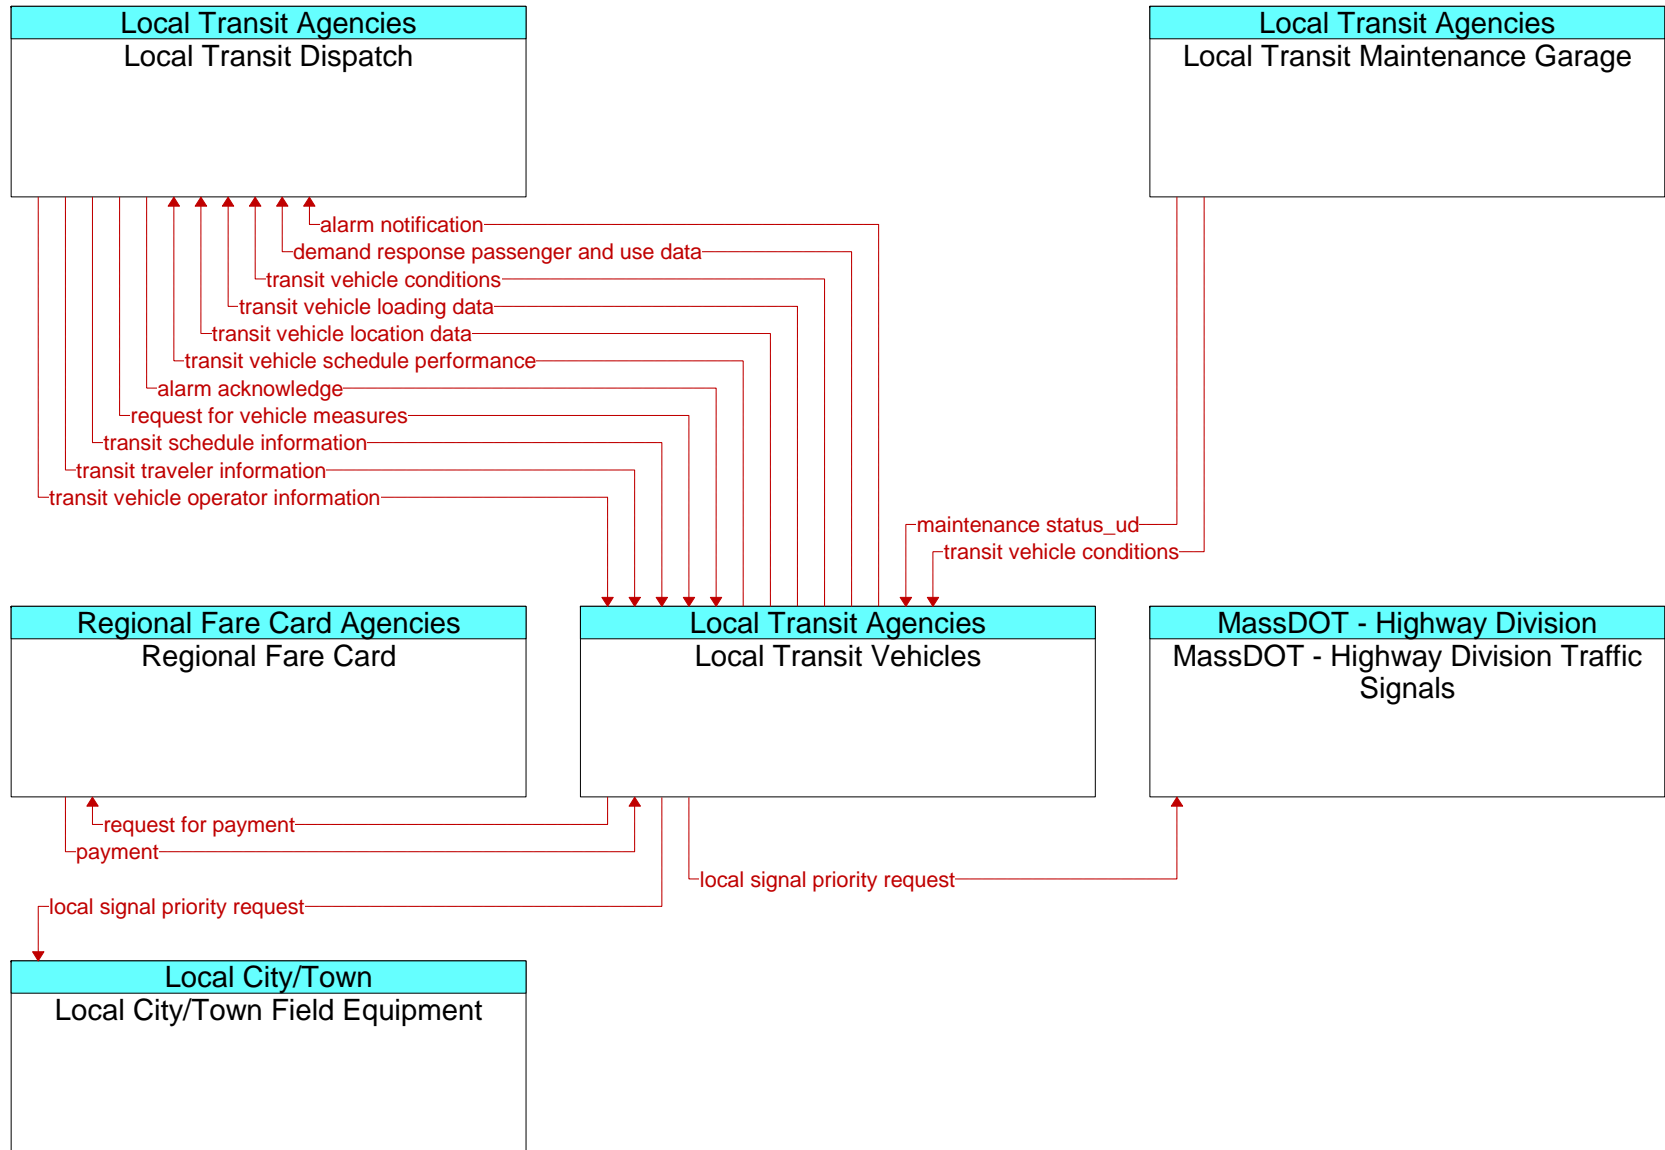 Local Transit Agencies
Local Transit Dispatch
Local Transit Agencies
Local Transit Maintenance Garage
alarm notification
demand response passenger and use data
transit vehicle conditions
transit vehicle loading data
transit vehicle location data
transit vehicle schedule performance
alarm acknowledge
request for vehicle measures
transit schedule information
transit traveler information
transit vehicle operator information
maintenance status_ud
transit vehicle conditions
Regional Fare Card Agencies
Regional Fare Card
Local Transit Agencies
Local Transit Vehicles
MassDOT - Highway Division
MassDOT - Highway Division Traffic
Signals
request for payment
payment
local signal priority request
local signal priority request
Local City/Town
Local City/Town Field Equipment